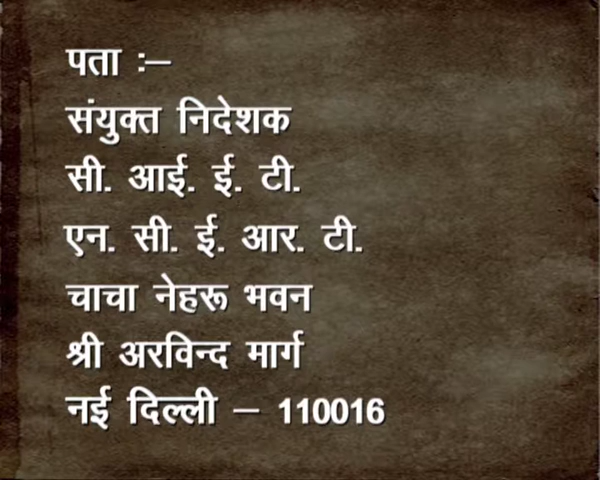 पता :–
संयुक्त निदेशक
सी. आई. ई. टी.
एन. सी. ई. आर. टी.
चाचा नेहरू भवन
श्री अरविन्द मार्ग
नई दिल्ली – 110016